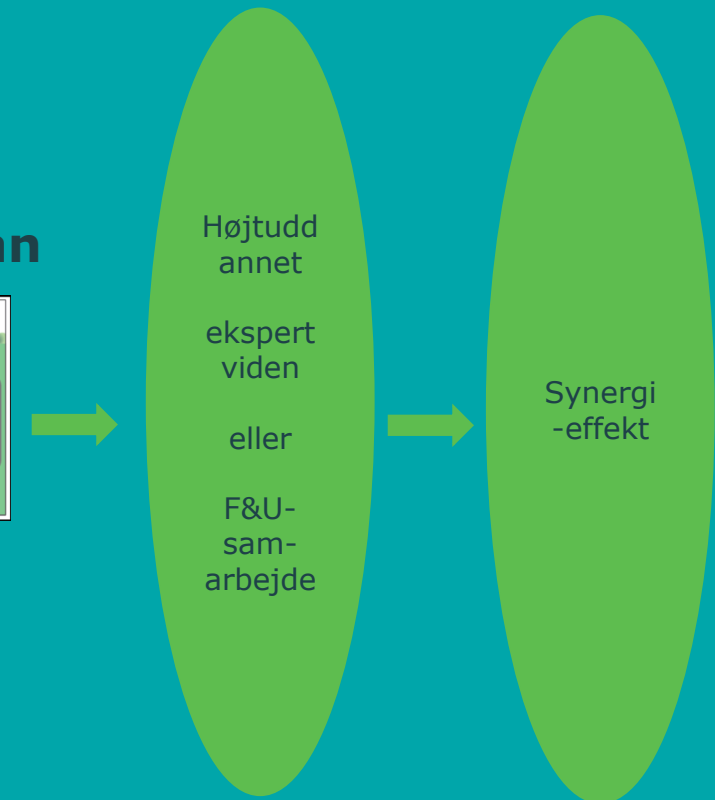 Højtudd
annet
ekspert
viden
eller
F&U-
sam-
arbejde
Synergi
-effekt